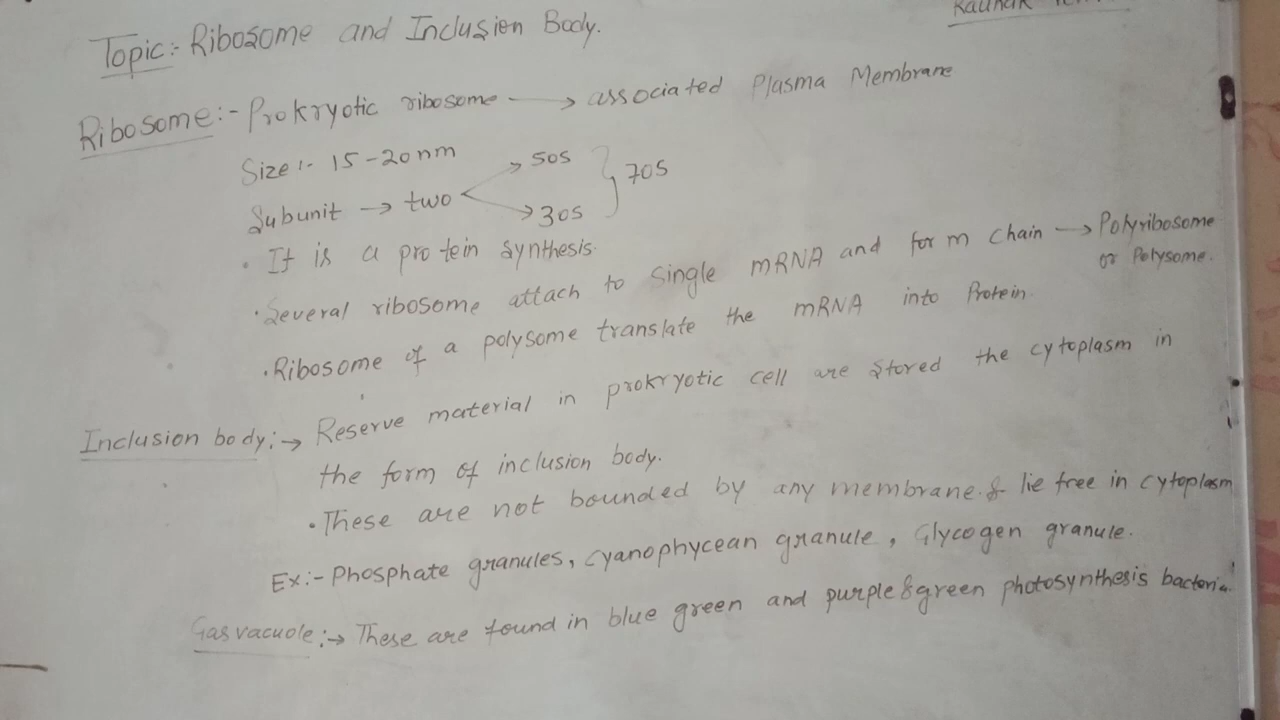 Topic:- Ribosome and Inclusion Body.
Ribosome:- Prokryotic ribosome → associated Plasma Membrane
Size:- 15-20nm
Subunit → two → 50S → 30S } 70S
• It is a protein synthesis.
• Several ribosome attach to single mRNA and form chain → Polyribosome
or Polysome.
• Ribosome of a polysome translate the mRNA into Protein.
Inclusion body:→ Reserve material in prokryotic cell are stored the cytoplasm in
the form of inclusion body.
• These are not bounded by any membrane & lie free in cytoplasm
Ex:- Phosphate granules, cyanophycean granule, Glycogen granule.
Gas vacuole:→ These are found in blue green and purple & green photosynthesis bacteria.